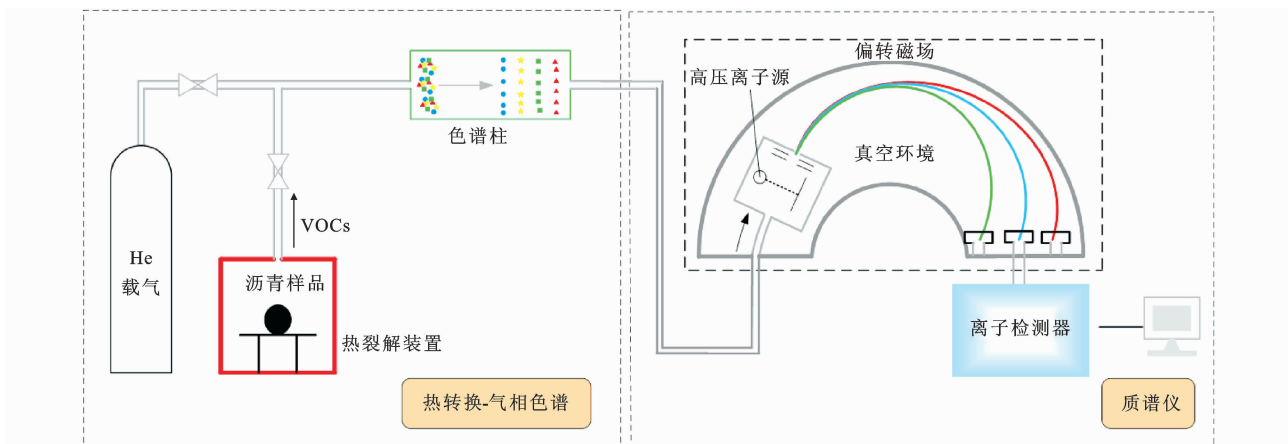 偏转磁场
高压离子源
色谱柱
真空环境
VOCs
He
载气
沥青样品
热裂解装置
离子检测器
热转换-气相色谱
质谱仪